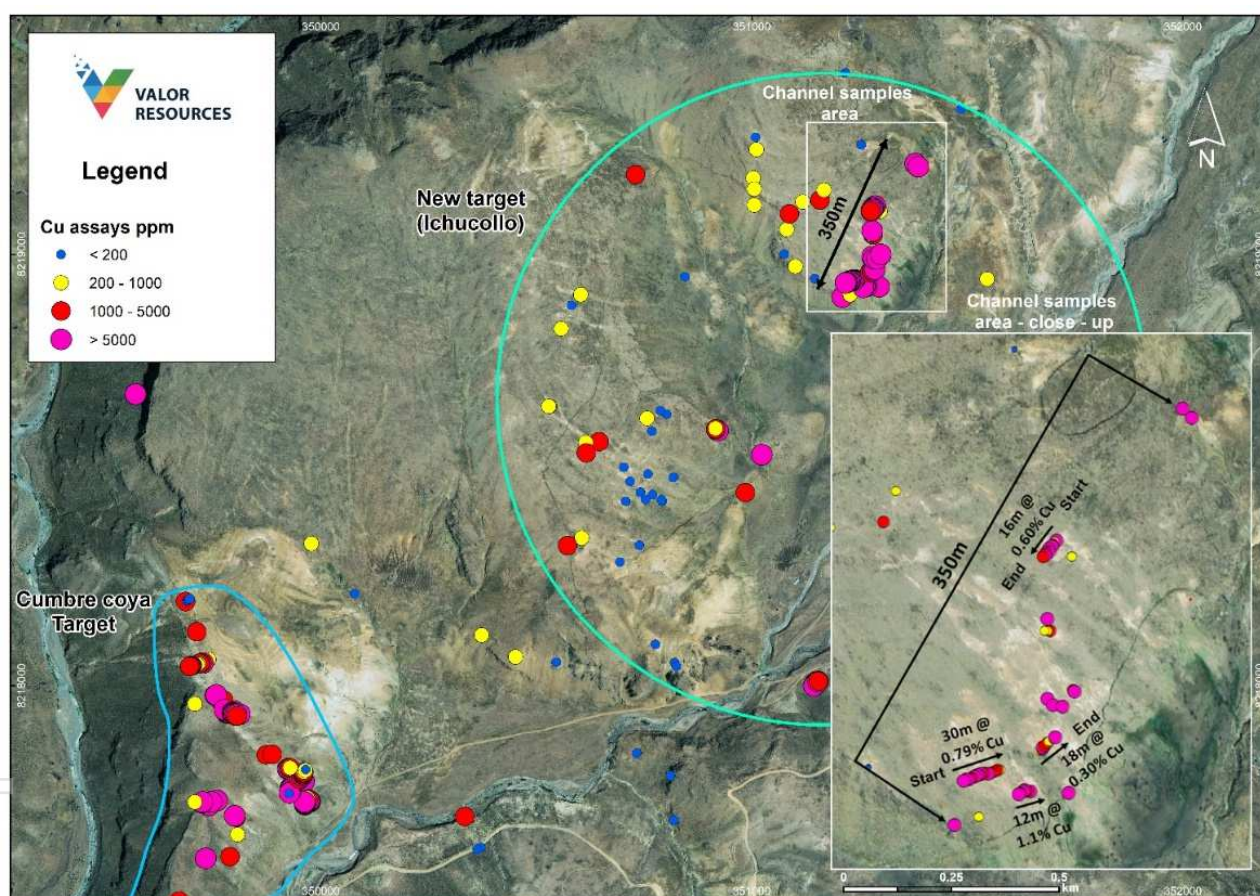 350000
351000
352000
VALOR
RESOURCES
Legend
Cu assays ppm
< 200
200 - 1000
1000 - 5000
> 5000
Channel samples
area
N
New target
(Ichucollo)
350m
8219000
Channel samples
area - close - up
16m @
0.60% Cu
Start
End
350m
Cumbre coya
Target
8218000
30m @
0.79% Cu
Start
End
18m @
0.30% Cu
12m @
1.1% Cu
0
0.25
0.5
km
350000
351000
352000